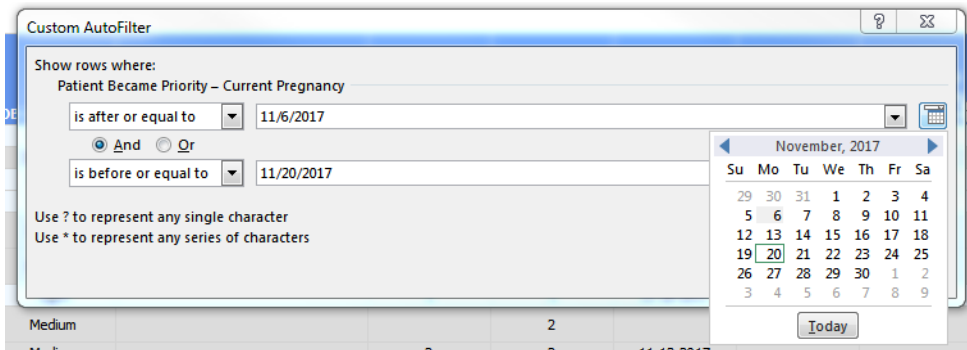 Custom AutoFilter
DE
Show rows where:
Patient Became Priority – Current Pregnancy
is after or equal to 11/6/2017
And Or
is before or equal to 11/20/2017
Use ? to represent any single character
Use * to represent any series of characters
November, 2017
Su Mo Tu We Th Fr Sa
29 30 31 1 2 3 4
5 6 7 8 9 10 11
12 13 14 15 16 17 18
19 20 21 22 23 24 25
26 27 28 29 30 1 2
3 4 5 6 7 8 9
Today
Medium 2